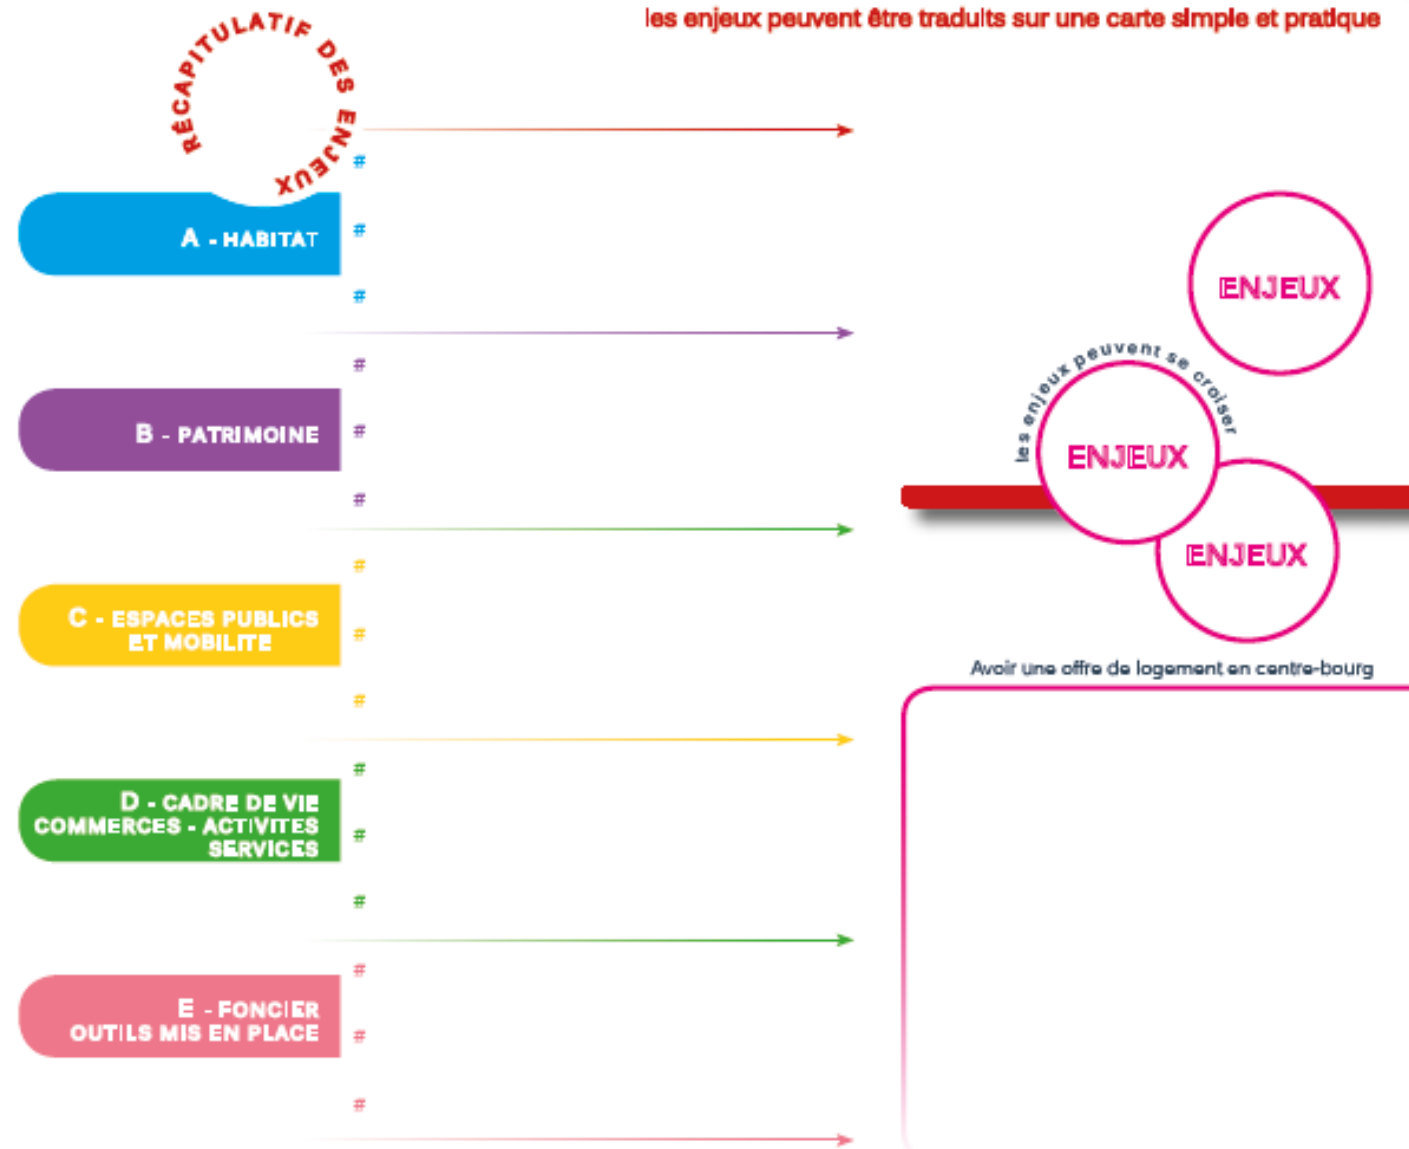 les enjeux peuvent être traduits sur une carte simple et pratique
RÉCAPITULATIF DES ENJEUX
#
A - HABITAT
#
#
#
B - PATRIMOINE
#
#
#
C - ESPACES PUBLICS
ET MOBILITE
#
#
#
D - CADRE DE VIE
COMMERCES - ACTIVITES
SERVICES
#
#
#
E - FONCIER
OUTILS MIS EN PLACE
#
#
ENJEUX
les enjeux peuvent se croiser
ENJEUX
ENJEUX
Avoir une offre de logement en centre-bourg